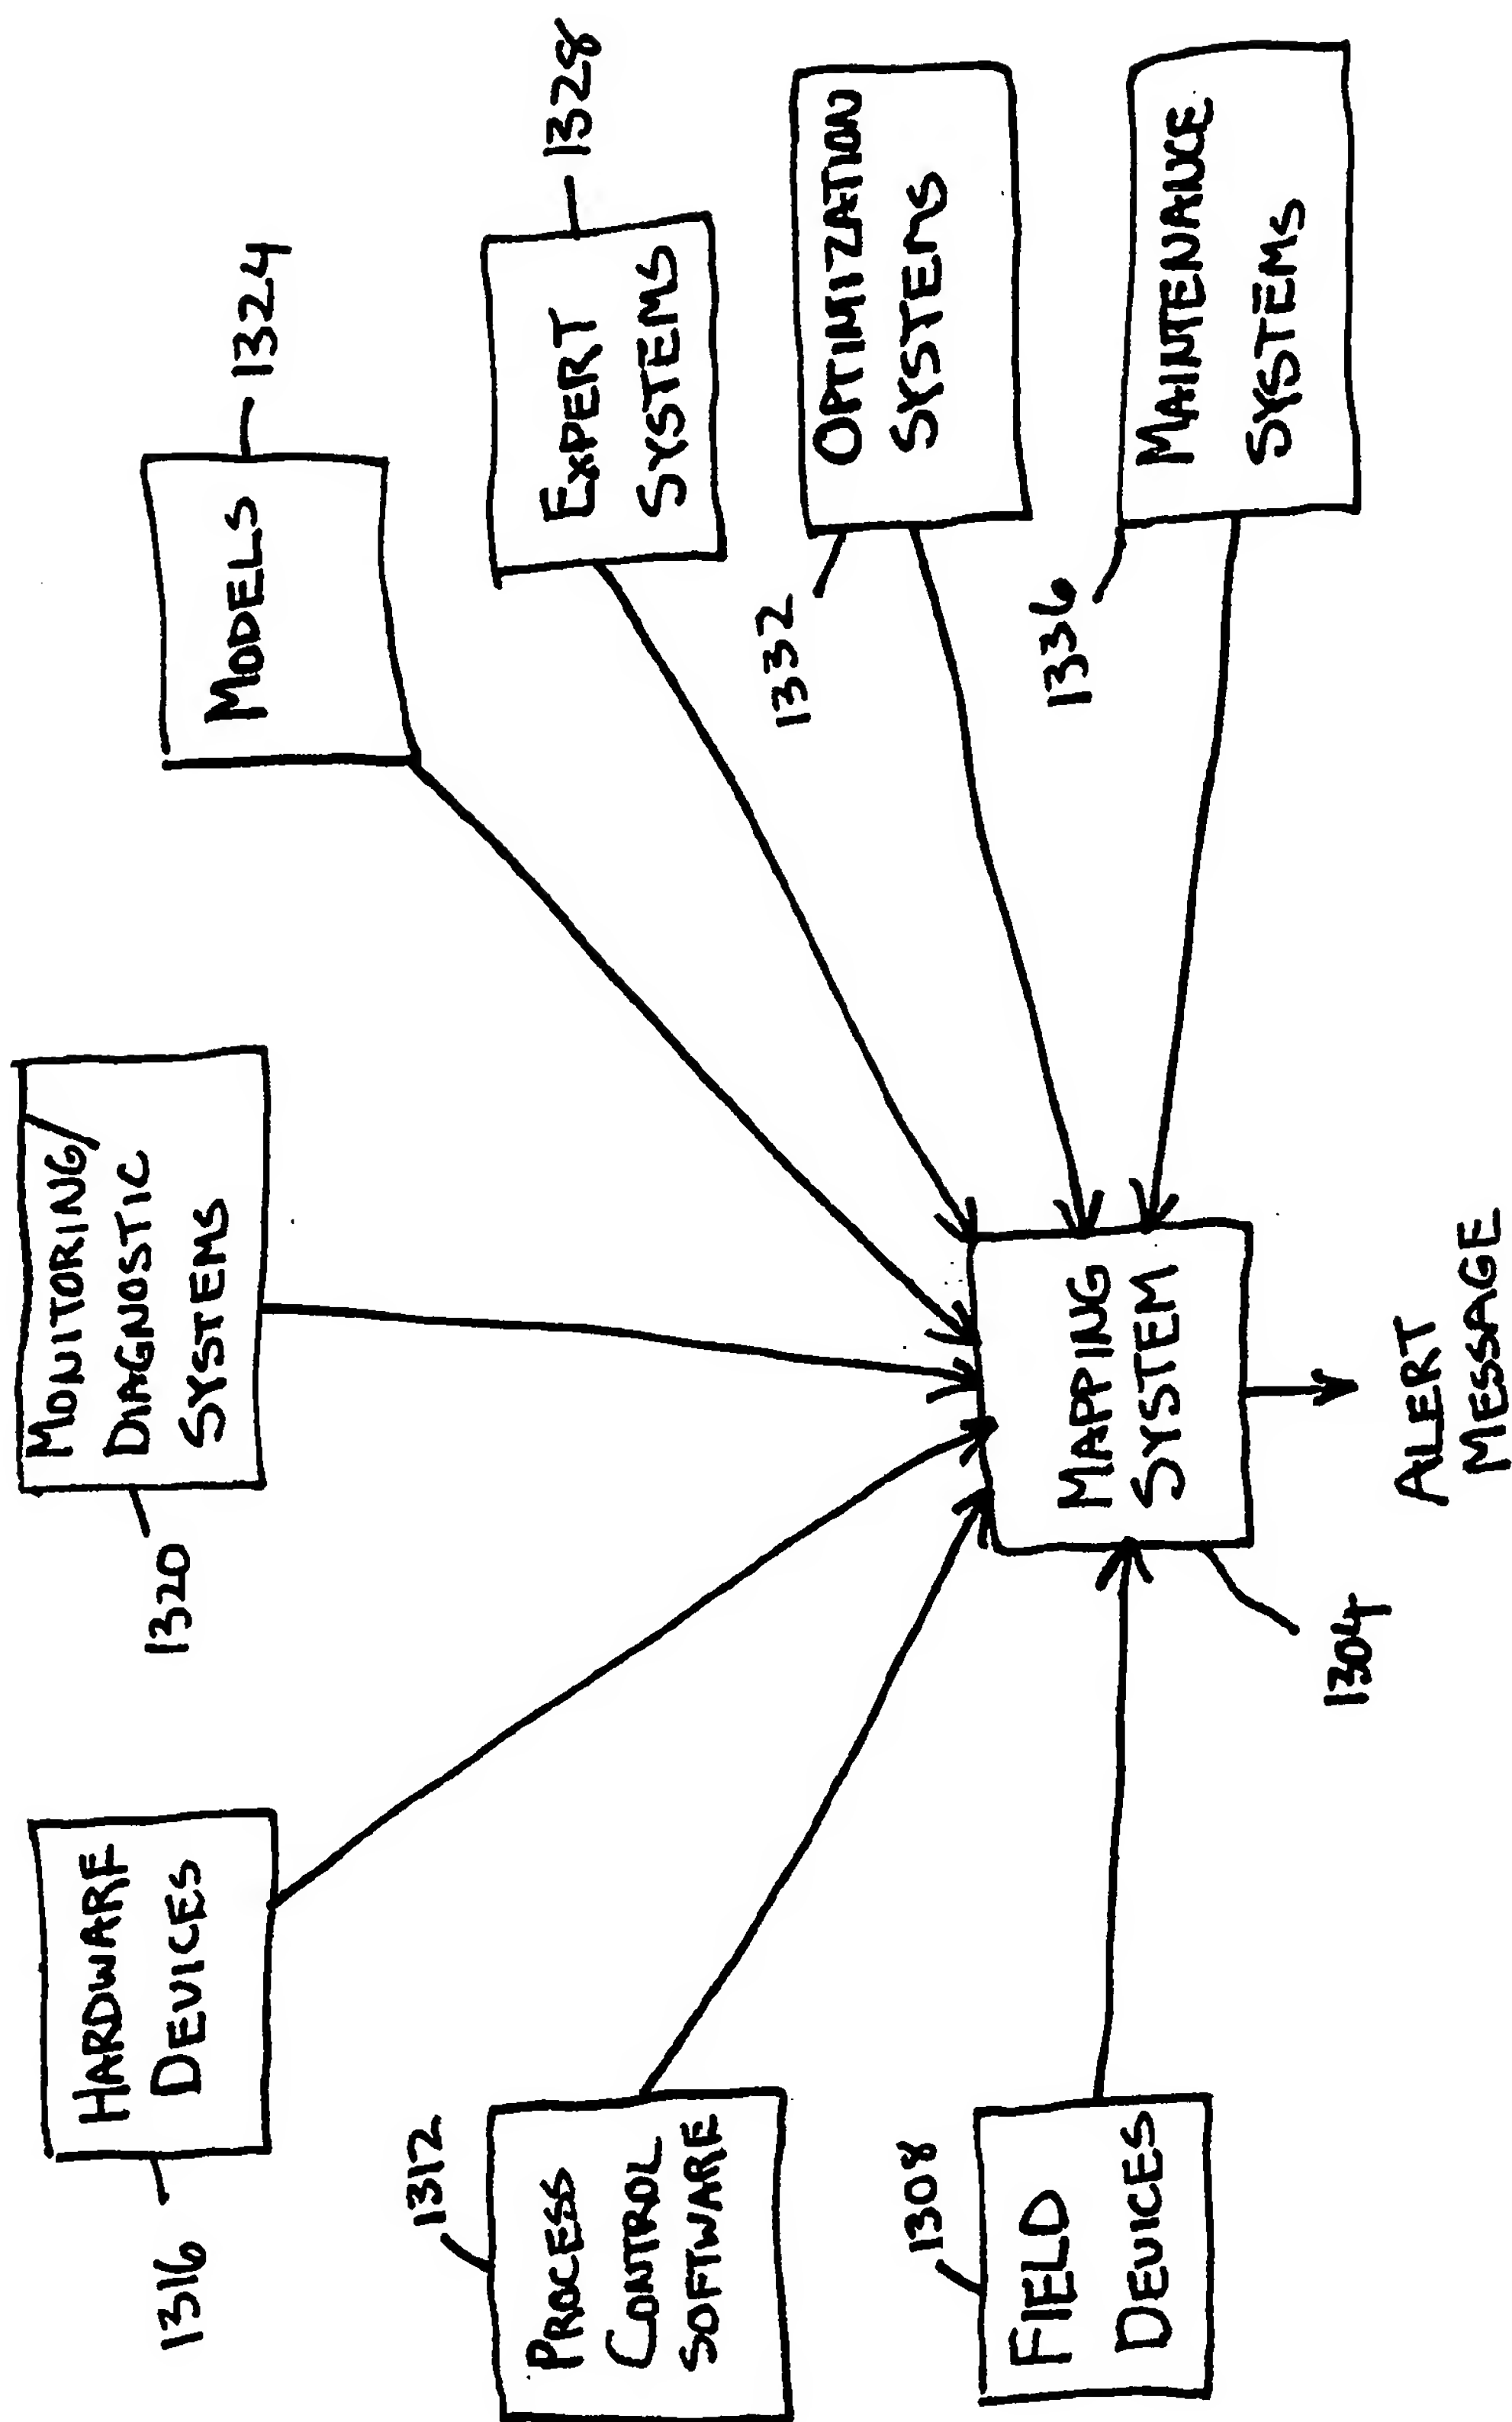 1316
HARDWARE
DEVICES
1320
MONITORING/
DIAGNOSTIC
SYSTEMS
MODELS
1324
1312
PROCESS
CONTROL
SOFTWARE
EXPERT
SYSTEMS
1328
1332
OPTIMIZATION
SYSTEMS
1308
FIELD
DEVICES
MAPPING
SYSTEM
1304
1336
MAINTENANCE
SYSTEMS
ALERT
MESSAGE